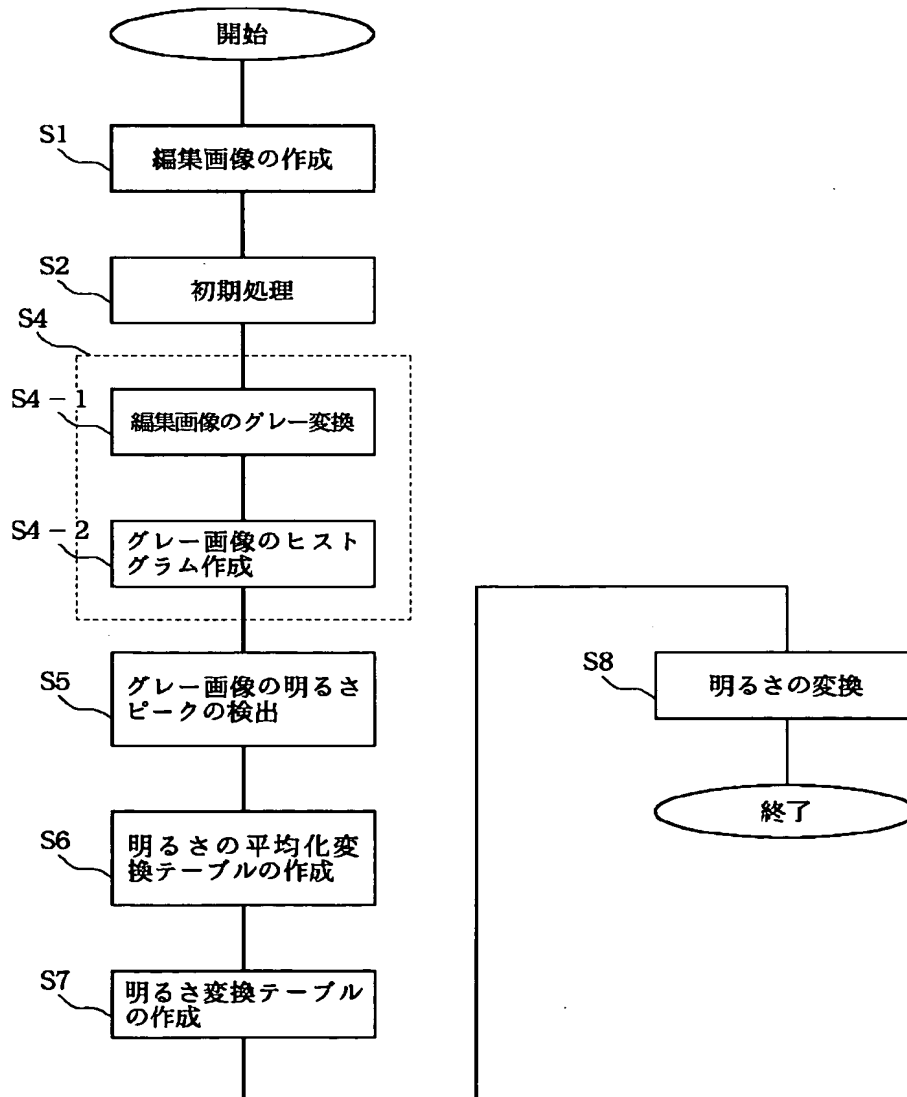 開始
S1
編集画像の作成
S2
初期処理
S4
S4-1
編集画像のグレー変換
S4-2
グレー画像のヒスト
グラム作成
S5
グレー画像の明るさ
ピークの検出
S6
明るさの平均化変
換テーブルの作成
S7
明るさ変換テーブル
の作成
S8
明るさの変換
終了